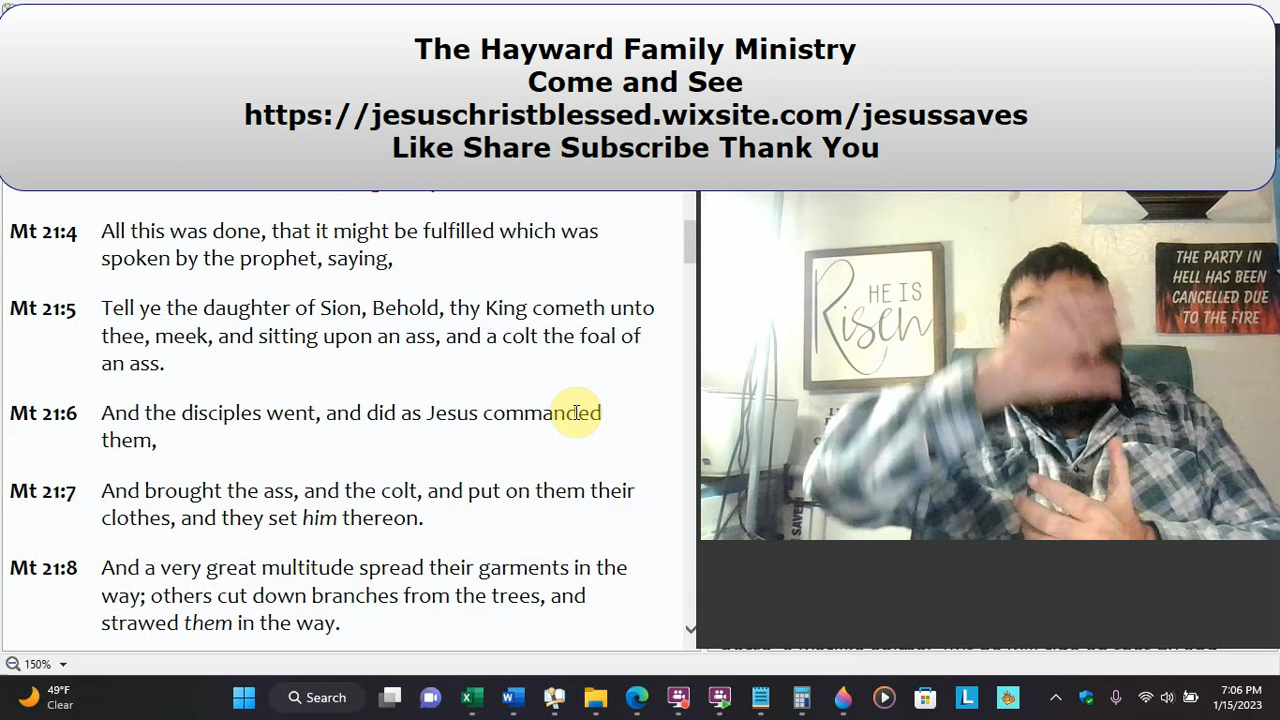 The Hayward Family Ministry
Come and See
https://jesuschristblessed.wixsite.com/jesussaves
Like Share Subscribe Thank You
Mt 21:4 All this was done, that it might be fulfilled which was
spoken by the prophet, saying,
Mt 21:5 Tell ye the daughter of Sion, Behold, thy King cometh unto
thee, meek, and sitting upon an ass, and a colt the foal of
an ass.
Mt 21:6 And the disciples went, and did as Jesus commanded
them,
Mt 21:7 And brought the ass, and the colt, and put on them their
clothes, and they set him thereon.
Mt 21:8 And a very great multitude spread their garments in the
way; others cut down branches from the trees, and
strawed them in the way.
HE IS
Risen
THE PARTY IN
HELL HAS BEEN
CANCELLED DUE
TO THE FIRE
150%
49°F
Clear
Search
7:06 PM
1/15/2023